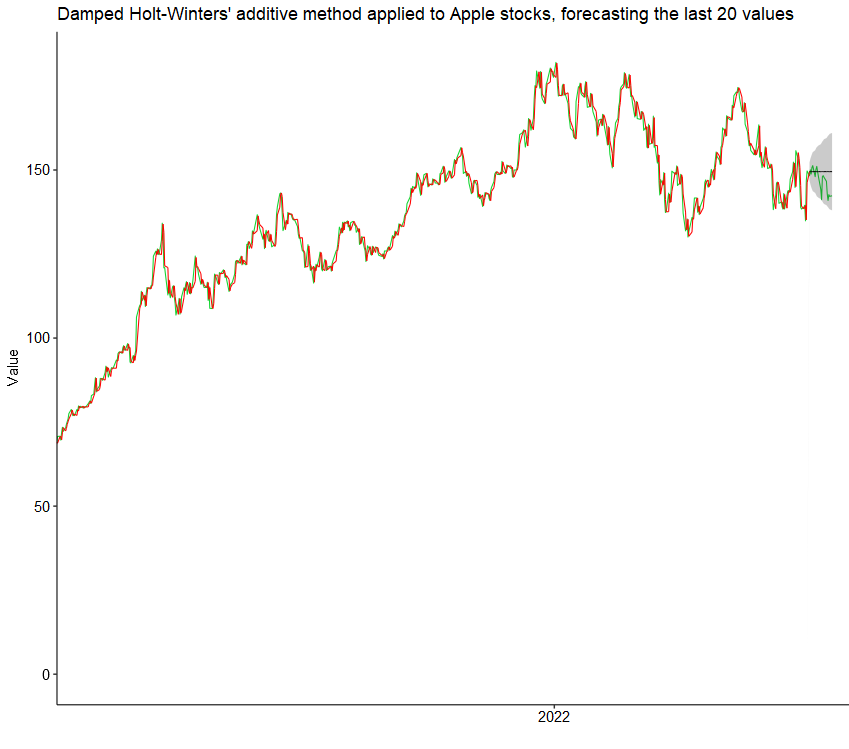 Damped Holt-Winters' additive method applied to Apple stocks, forecasting the last 20 values
150
100
Value
50
0
2022